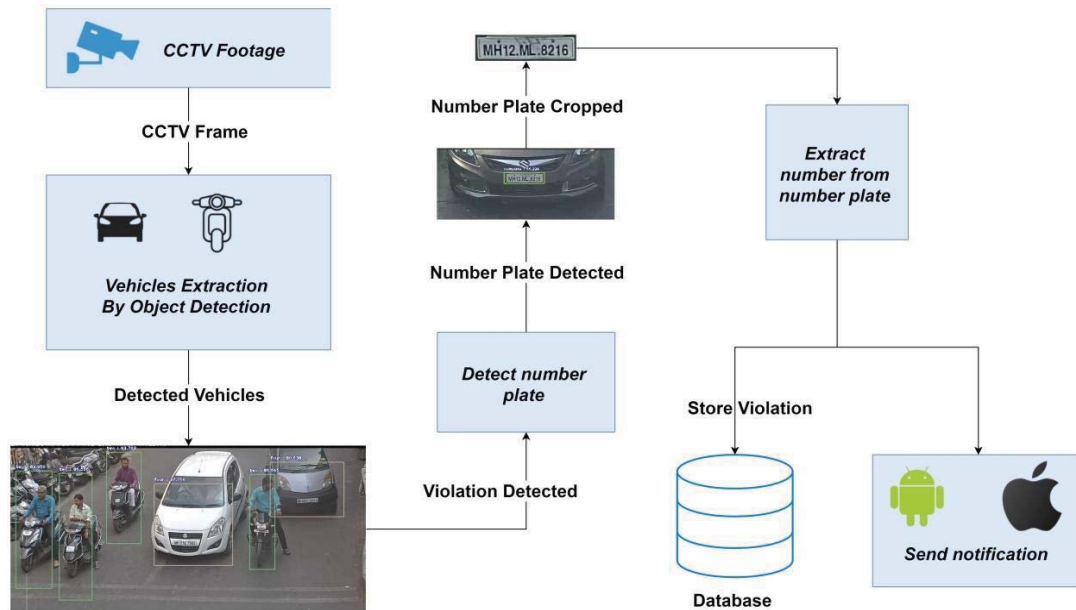 CCTV Footage
CCTV Frame
Vehicles Extraction
By Object Detection
Detected Vehicles
Violation Detected
Detect number
plate
Number Plate Detected
Number Plate Cropped
MH12.ML.8216
Extract
number from
number plate
Store Violation
Database
Send notification